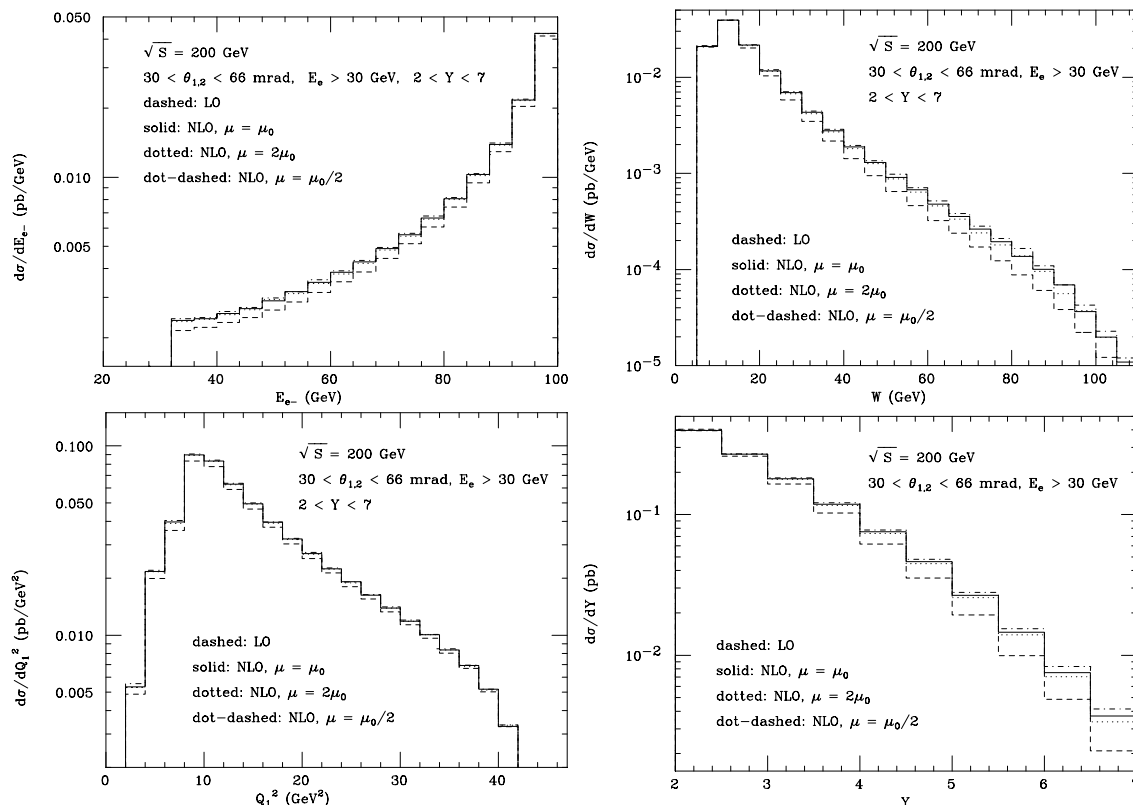 0.050
0.010
0.005
dσ/dE_e− (pb/GeV)
√S = 200 GeV
30 < θ₁,₂ < 66 mrad, E_e > 30 GeV, 2 < Y < 7
dashed: LO
solid: NLO, μ = μ₀
dotted: NLO, μ = 2μ₀
dot−dashed: NLO, μ = μ₀/2
20 40 60 80 100
E_e− (GeV)
10⁻²
10⁻³
10⁻⁴
10⁻⁵
dσ/dW (pb/GeV)
√S = 200 GeV
30 < θ₁,₂ < 66 mrad, E_e > 30 GeV
2 < Y < 7
dashed: LO
solid: NLO, μ = μ₀
dotted: NLO, μ = 2μ₀
dot−dashed: NLO, μ = μ₀/2
0 20 40 60 80 100
W (GeV)
0.100
0.050
0.010
0.005
dσ/dQ₁² (pb/GeV²)
√S = 200 GeV
30 < θ₁,₂ < 66 mrad, E_e > 30 GeV
2 < Y < 7
dashed: LO
solid: NLO, μ = μ₀
dotted: NLO, μ = 2μ₀
dot−dashed: NLO, μ = μ₀/2
0 10 20 30 40
Q₁² (GeV²)
10⁻¹
10⁻²
dσ/dY (pb)
√S = 200 GeV
30 < θ₁,₂ < 66 mrad, E_e > 30 GeV
dashed: LO
solid: NLO, μ = μ₀
dotted: NLO, μ = 2μ₀
dot−dashed: NLO, μ = μ₀/2
2 3 4 5 6 7
Y